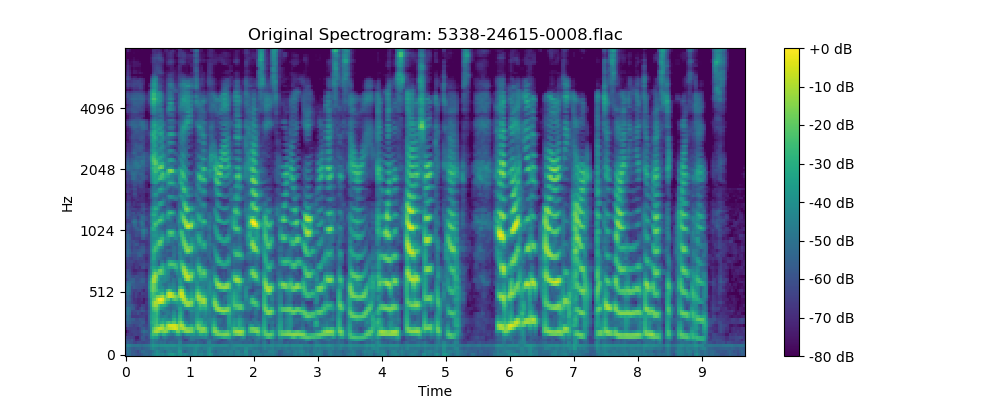 Original Spectrogram: 5338-24615-0008.flac
Hz
4096
2048
1024
512
0
0 1 2 3 4 5 6 7 8 9
Time
+0 dB
-10 dB
-20 dB
-30 dB
-40 dB
-50 dB
-60 dB
-70 dB
-80 dB